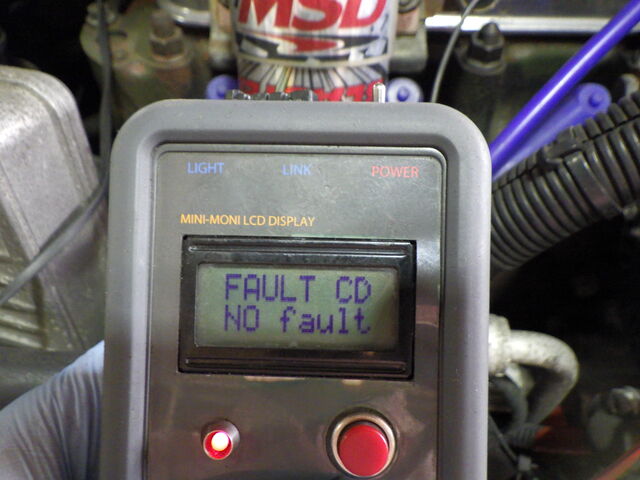 MSD
LIGHT LINK POWER
MINI-MONI LCD DISPLAY
FAULT CD
NO fault